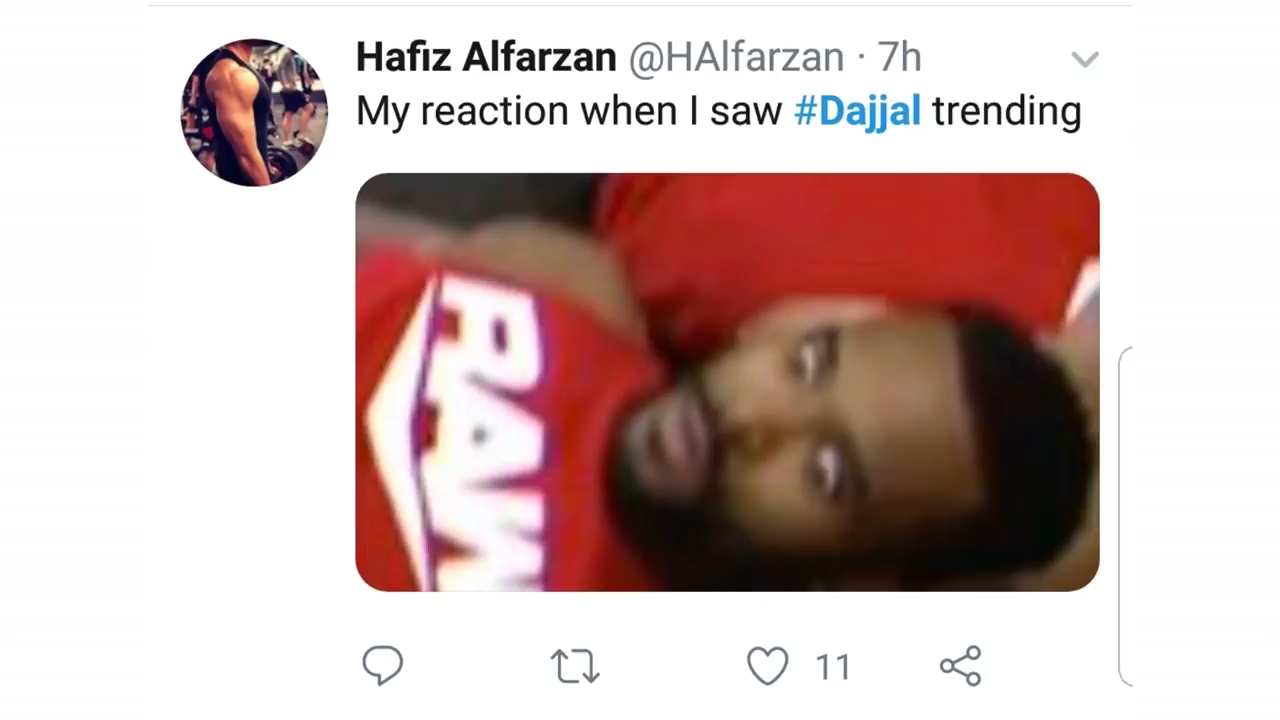 Hafiz Alfarzan @HAlfarzan · 7h
My reaction when I saw #Dajjal trending
RAW
11